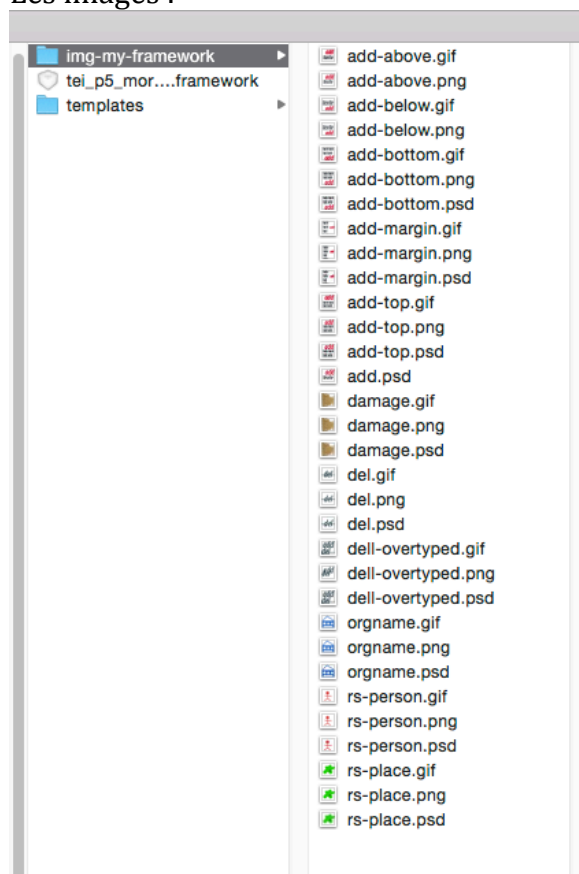 Les images :
img-my-framework
tei_p5_mor....framework
templates
add-above.gif
add-above.png
add-below.gif
add-below.png
add-bottom.gif
add-bottom.png
add-bottom.psd
add-margin.gif
add-margin.png
add-margin.psd
add-top.gif
add-top.png
add-top.psd
add.psd
damage.gif
damage.png
damage.psd
del.gif
del.png
del.psd
dell-overtyped.gif
dell-overtyped.png
dell-overtyped.psd
orgname.gif
orgname.png
orgname.psd
rs-person.gif
rs-person.png
rs-person.psd
rs-place.gif
rs-place.png
rs-place.psd